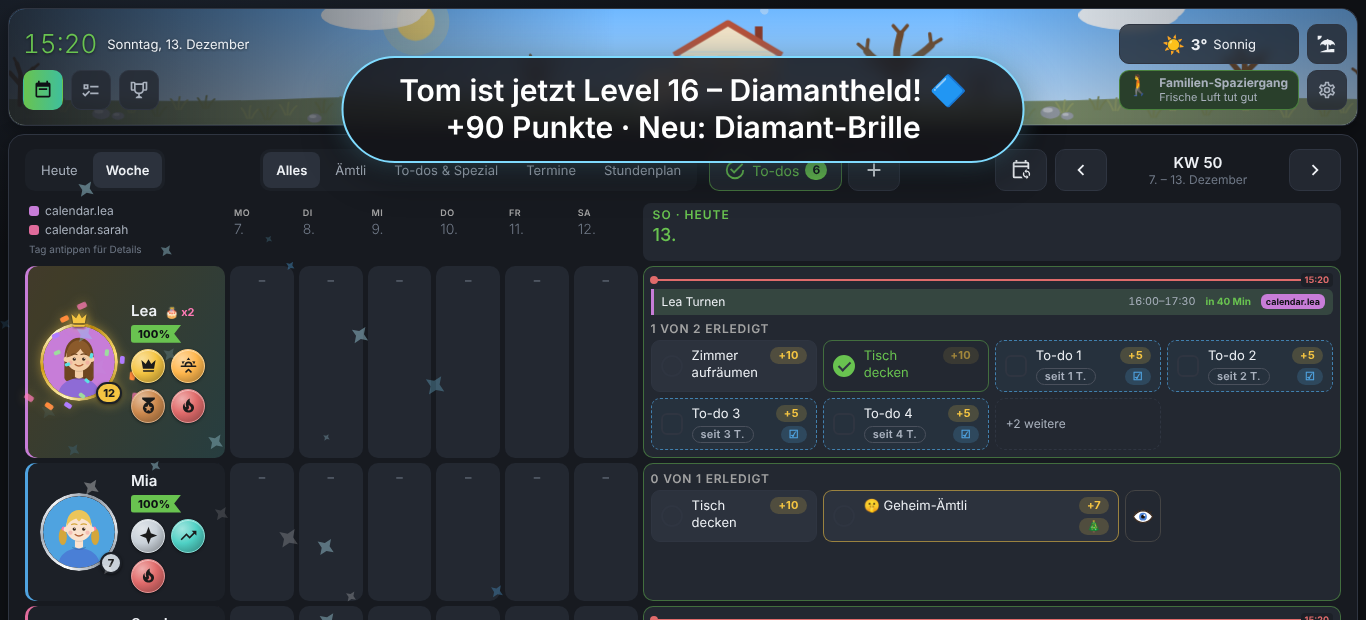 15:20 Sonntag, 13. Dezember
3° Sonnig
Familien-Spaziergang
Frische Luft tut gut
Tom ist jetzt Level 16 – Diamantheld! 🔷
+90 Punkte · Neu: Diamant-Brille
Heute Woche
Alles Ämtli To-dos & Spezial Termine Stundenplan
To-dos 6 +
KW 50
7. – 13. Dezember
calendar.lea
calendar.sarah
Tag antippen für Details
MO DI MI DO FR SA
7. 8. 9. 10. 11. 12.
SO · HEUTE
13.
Lea x2
100%
12
– – – – – –
15:20
Lea Turnen 16:00–17:30 in 40 Min calendar.lea
1 VON 2 ERLEDIGT
Zimmer aufräumen +10
Tisch decken +10
To-do 1 +5
seit 1 T.
To-do 2 +5
seit 2 T.
To-do 3 +5
seit 3 T.
To-do 4 +5
seit 4 T.
+2 weitere
Mia
100%
7
– – – – – –
0 VON 1 ERLEDIGT
Tisch decken +10
🤫 Geheim-Ämtli +7
15:20